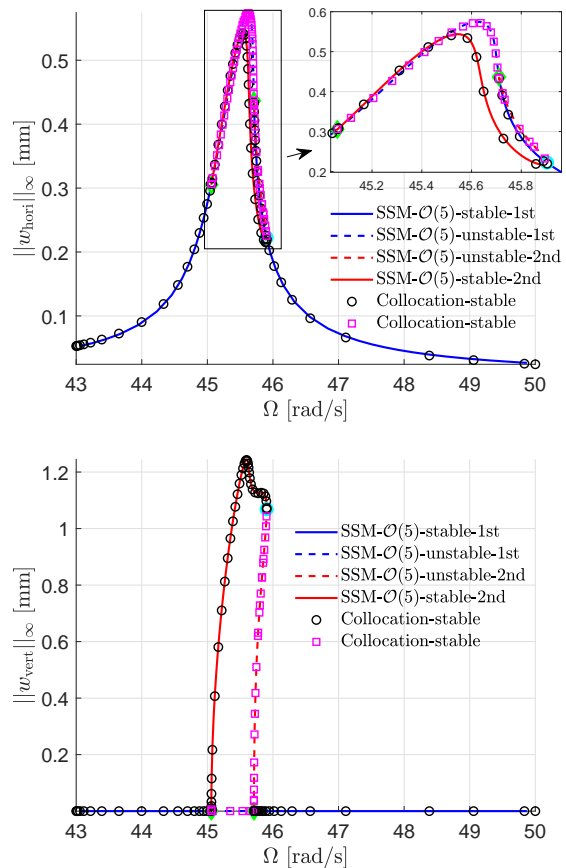 0.5
0.4
0.3
0.2
0.1
||w_hori||_∞ [mm]
43 44 45 46 47 48 49 50
Ω [rad/s]
0.6
0.5
0.4
0.3
0.2
45.2 45.4 45.6 45.8
SSM-𝒪(5)-stable-1st
SSM-𝒪(5)-unstable-1st
SSM-𝒪(5)-unstable-2nd
SSM-𝒪(5)-stable-2nd
Collocation-stable
Collocation-stable
1.2
1
0.8
0.6
0.4
0.2
||w_vert||_∞ [mm]
43 44 45 46 47 48 49 50
Ω [rad/s]
SSM-𝒪(5)-stable-1st
SSM-𝒪(5)-unstable-1st
SSM-𝒪(5)-unstable-2nd
SSM-𝒪(5)-stable-2nd
Collocation-stable
Collocation-stable